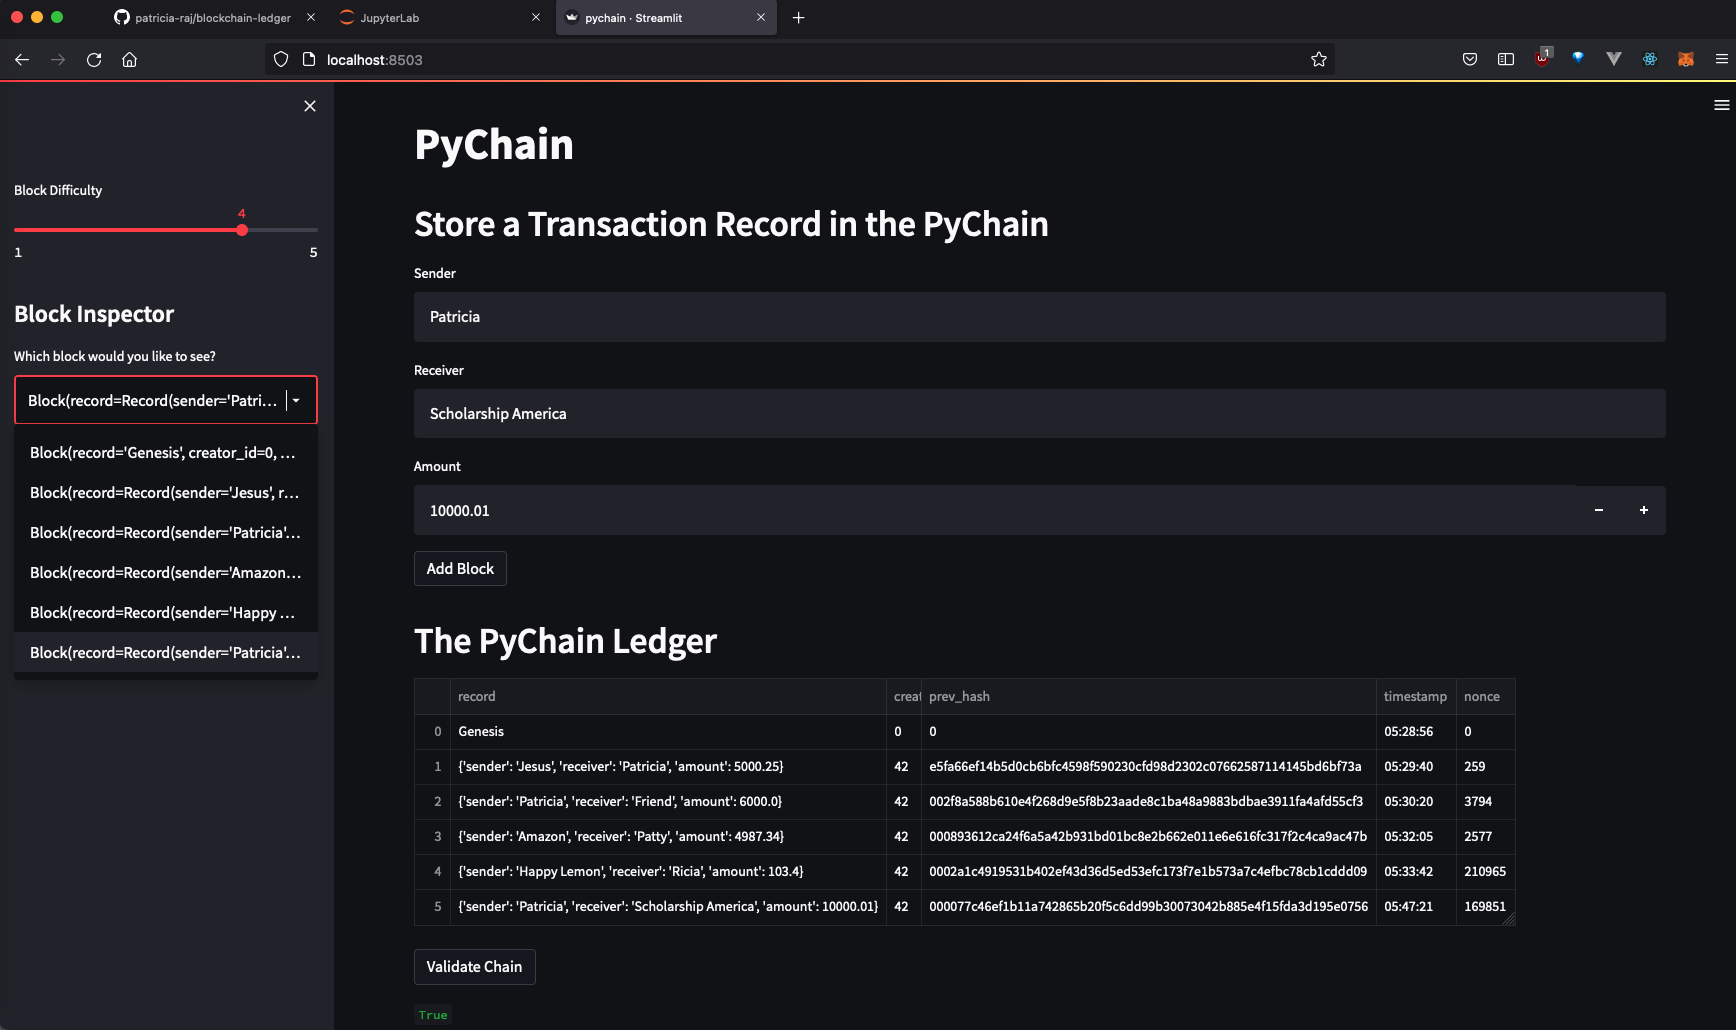 patricia-raj/blockchain-ledger
JupyterLab
pychain · Streamlit
localhost:8503
1
Block Difficulty
4
1
5
Block Inspector
Which block would you like to see?
Block(record=Record(sender='Patri...
Block(record='Genesis', creator_id=0, ...
Block(record=Record(sender='Jesus', r...
Block(record=Record(sender='Patricia'...
Block(record=Record(sender='Amazon...
Block(record=Record(sender='Happy ...
Block(record=Record(sender='Patricia'...
PyChain
Store a Transaction Record in the PyChain
Sender
Patricia
Receiver
Scholarship America
Amount
10000.01
Add Block
The PyChain Ledger
record creat prev_hash timestamp nonce
0 Genesis 0 0 05:28:56 0
1 {'sender': 'Jesus', 'receiver': 'Patricia', 'amount': 5000.25} 42 e5fa66ef14b5d0cb6bfc4598f590230cfd98d2302c07662587114145bd6bf73a 05:29:40 259
2 {'sender': 'Patricia', 'receiver': 'Friend', 'amount': 6000.0} 42 002f8a588b610e4f268d9e5f8b23aade8c1ba48a9883bdbae3911fa4afd55cf3 05:30:20 3794
3 {'sender': 'Amazon', 'receiver': 'Patty', 'amount': 4987.34} 42 000893612ca24f6a5a42b931bd01bc8e2b662e011e6e616fc317f2c4ca9ac47b 05:32:05 2577
4 {'sender': 'Happy Lemon', 'receiver': 'Ricia', 'amount': 103.4} 42 0002a1c4919531b402ef43d36d5ed53efc173f7e1b573a7c4efbc78cb1cddd09 05:33:42 210965
5 {'sender': 'Patricia', 'receiver': 'Scholarship America', 'amount': 10000.01} 42 000077c46ef1b11a742865b20f5c6dd99b30073042b885e4f15fda3d195e0756 05:47:21 169851
Validate Chain
True